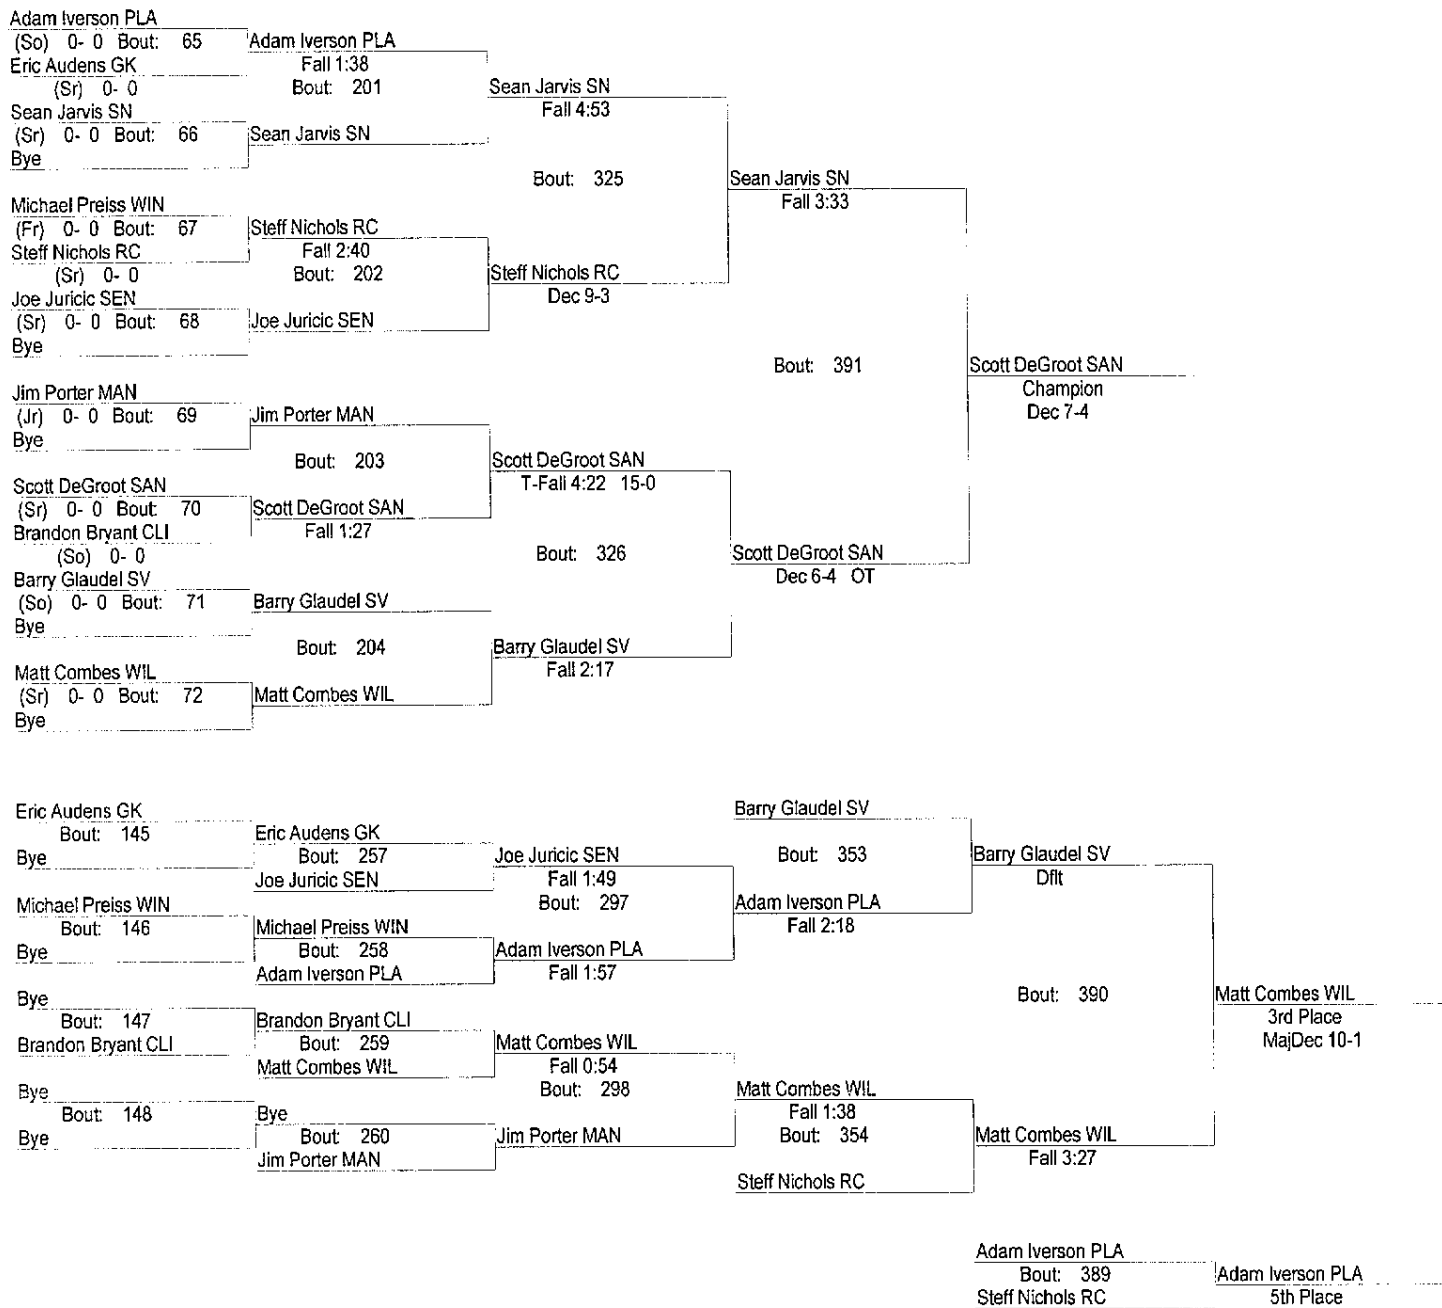 Adam Iverson PLA
(So) 0- 0 Bout: 65
Adam Iverson PLA
Eric Audens GK
Fall 1:38
(Sr) 0- 0
Bout: 201
Sean Jarvis SN
Sean Jarvis SN
Fall 4:53
(Sr) 0- 0 Bout: 66
Sean Jarvis SN
Bye
Bout: 325
Sean Jarvis SN
Fall 3:33
Michael Preiss WIN
(Fr) 0- 0 Bout: 67
Steff Nichols RC
Steff Nichols RC
Fall 2:40
(Sr) 0- 0
Bout: 202
Steff Nichols RC
Joe Juricic SEN
Dec 9-3
(Sr) 0- 0 Bout: 68
Joe Juricic SEN
Bye
Bout: 391
Scott DeGroot SAN
Champion
Dec 7-4
Jim Porter MAN
(Jr) 0- 0 Bout: 69
Jim Porter MAN
Bye
Bout: 203
Scott DeGroot SAN
T-Fall 4:22 15-0
Scott DeGroot SAN
(Sr) 0- 0 Bout: 70
Scott DeGroot SAN
Brandon Bryant CLI
Fall 1:27
(So) 0- 0
Bout: 326
Scott DeGroot SAN
Dec 6-4 OT
Barry Glaudel SV
(So) 0- 0 Bout: 71
Barry Glaudel SV
Bye
Bout: 204
Barry Glaudel SV
Fall 2:17
Matt Combes WIL
(Sr) 0- 0 Bout: 72
Matt Combes WIL
Bye
Eric Audens GK
Barry Glaudel SV
Bout: 145
Eric Audens GK
Bye
Bout: 257
Joe Juricic SEN
Bout: 353
Barry Glaudel SV
Joe Juricic SEN
Fall 1:49
Dflt
Michael Preiss WIN
Bout: 297
Adam Iverson PLA
Bout: 146
Michael Preiss WIN
Fall 2:18
Bye
Bout: 258
Adam Iverson PLA
Adam Iverson PLA
Fall 1:57
Bye
Bout: 390
Matt Combes WIL
Bout: 147
Brandon Bryant CLI
3rd Place
Brandon Bryant CLI
Bout: 259
Matt Combes WIL
MajDec 10-1
Matt Combes WIL
Fall 0:54
Bye
Bout: 298
Matt Combes WIL
Bout: 148
Bye
Fall 1:38
Bye
Bout: 260
Jim Porter MAN
Bout: 354
Matt Combes WIL
Jim Porter MAN
Fall 3:27
Steff Nichols RC
Adam Iverson PLA
Bout: 389
Adam Iverson PLA
Steff Nichols RC
5th Place